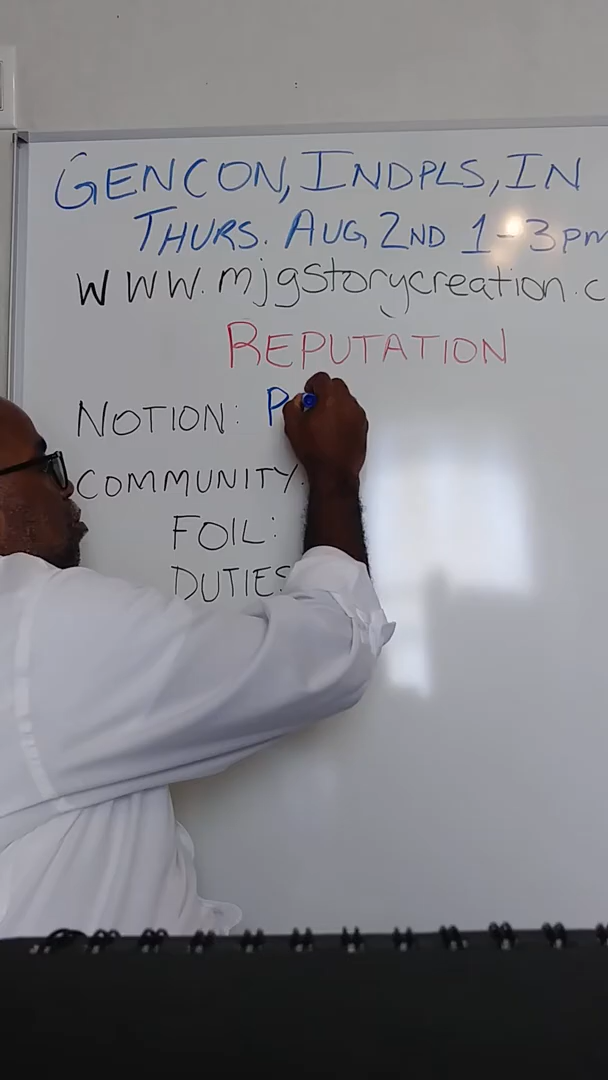 GENCON, INDPLS, IN
THURS. AUG 2ND 1-3pm
WWW.mjgstorycreation.c
REPUTATION
NOTION: P
COMMUNITY:
FOIL:
DUTIES